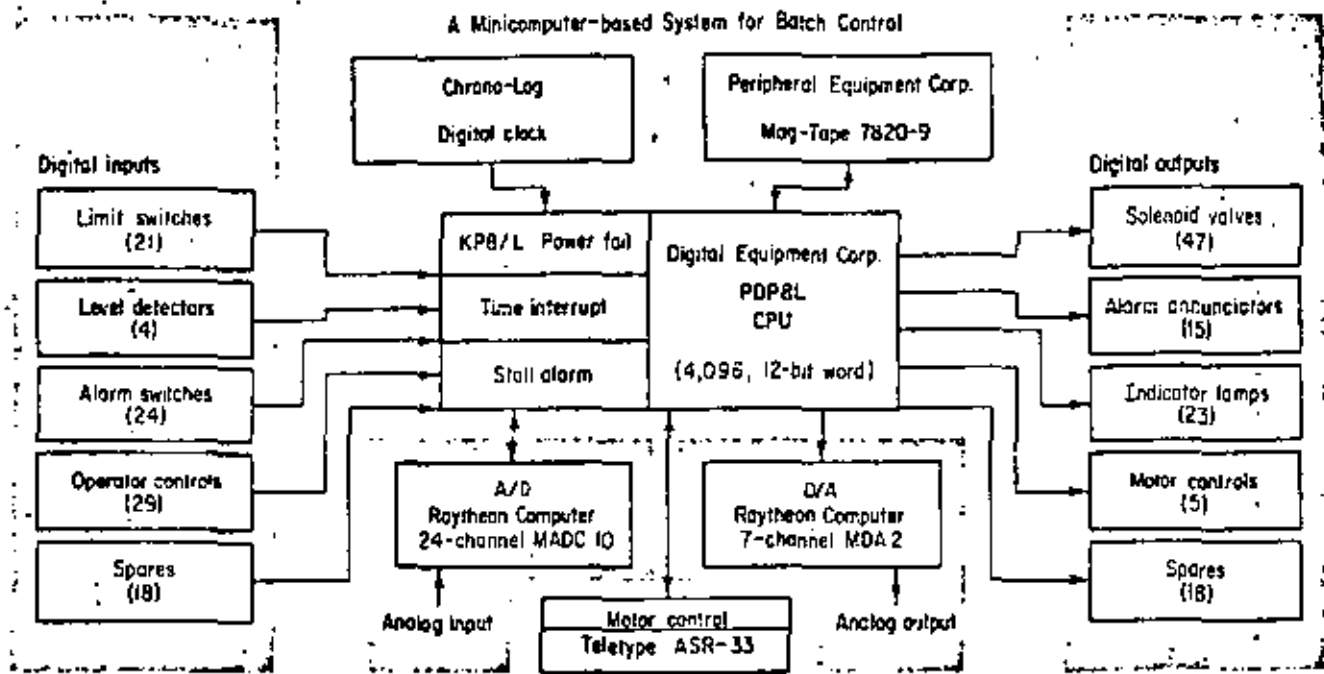 A Minicomputer-based System for Batch Control
Chrono-Log
Digital clock
Peripheral Equipment Corp.
Mag-Tape 7820-9
Digital inputs
Limit switches
(21)
Level detectors
(4)
Alarm switches
(24)
Operator controls
(29)
Spares
(18)
KP8/L Power fail
Time interrupt
Stall alarm
Digital Equipment Corp.
PDP8L
CPU
(4,096, 12-bit word)
A/D
Raytheon Computer
24-channel MADC 10
Analog input
Motor control
Teletype ASR-33
D/A
Raytheon Computer
7-channel MDA 2
Analog output
Digital outputs
Solenoid valves
(47)
Alarm annunciators
(15)
Indicator lamps
(23)
Motor controls
(5)
Spares
(18)